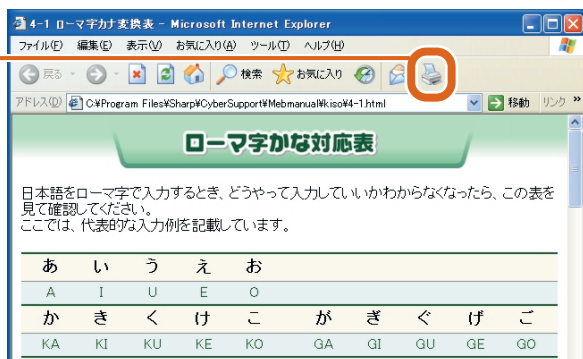 4-1 ローマ字カナ変換表 - Microsoft Internet Explorer
ファイル(F) 編集(E) 表示(V) お気に入り(A) ツール(T) ヘルプ(H)
戻る 検索 お気に入り
アドレス(D) C:¥Program Files¥Sharp¥CyberSupport¥Mebmanual¥kiso¥4-1.html 移動 リンク »
ローマ字かな対応表
日本語をローマ字で入力するとき、どうやって入力していいかわからなくなったら、この表を
見て確認してください。
ここでは、代表的な入力例を記載しています。
あ い う え お
A I U E O
か き く け こ が ぎ ぐ げ ご
KA KI KU KE KO GA GI GU GE GO